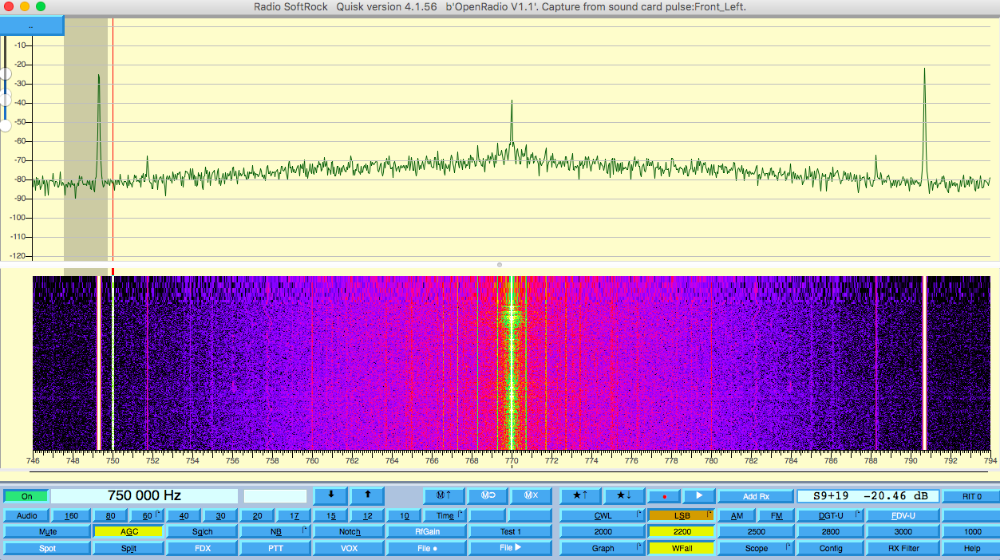 Radio SoftRock Quisk version 4.1.56 b'OpenRadio V1.1'. Capture from sound card pulse:Front_Left.
..
-10
-20
-30
-40
-50
-60
-70
-80
-90
-100
-110
-120
746 748 750 752 754 756 758 760 762 764 766 768 770 772 774 776 778 780 782 784 786 788 790 792 794
On 750 000 Hz ⬇ ⬆ Ⓜ↑ Ⓜ⊃ Ⓜx ★↑ ★↓ ● ▶ Add Rx S9+19 -20.46 dB RIT 0
Audio 160 80 60 40 30 20 17 15 12 10 Time CWL LSB AM FM DGT-U FDV-U
Mute AGC Sqlch NB Notch RfGain Test 1 2000 2200 2500 2800 3000 1000
Spot Split FDX PTT VOX File ● File ▶ Graph WFall Scope Config RX Filter Help